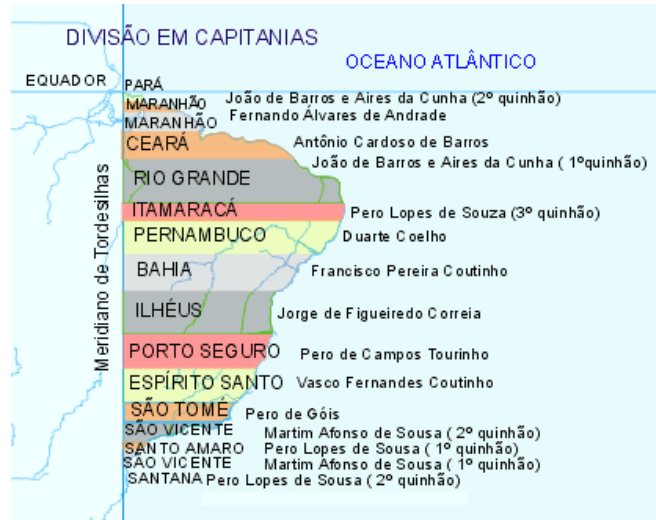 DIVISÃO EM CAPITANIAS
OCEANO ATLÂNTICO
EQUADOR
PARÁ
MARANHÃO João de Barros e Aires da Cunha (2º quinhão)
MARANHÃO Fernando Álvares de Andrade
CEARÁ Antônio Cardoso de Barros
João de Barros e Aires da Cunha ( 1ºquinhão)
RIO GRANDE
ITAMARACÁ Pero Lopes de Souza (3º quinhão)
PERNAMBUCO Duarte Coelho
BAHIA Francisco Pereira Coutinho
ILHÉUS Jorge de Figueiredo Correia
PORTO SEGURO Pero de Campos Tourinho
ESPÍRITO SANTO Vasco Fernandes Coutinho
SÃO TOMÉ Pero de Góis
SÃO VICENTE Martim Afonso de Sousa ( 2º quinhão)
SANTO AMARO Pero Lopes de Sousa ( 1º quinhão)
SÃO VICENTE Martim Afonso de Sousa ( 1º quinhão)
SANTANA Pero Lopes de Sousa ( 2º quinhão)
Meridiano de Tordesilhas